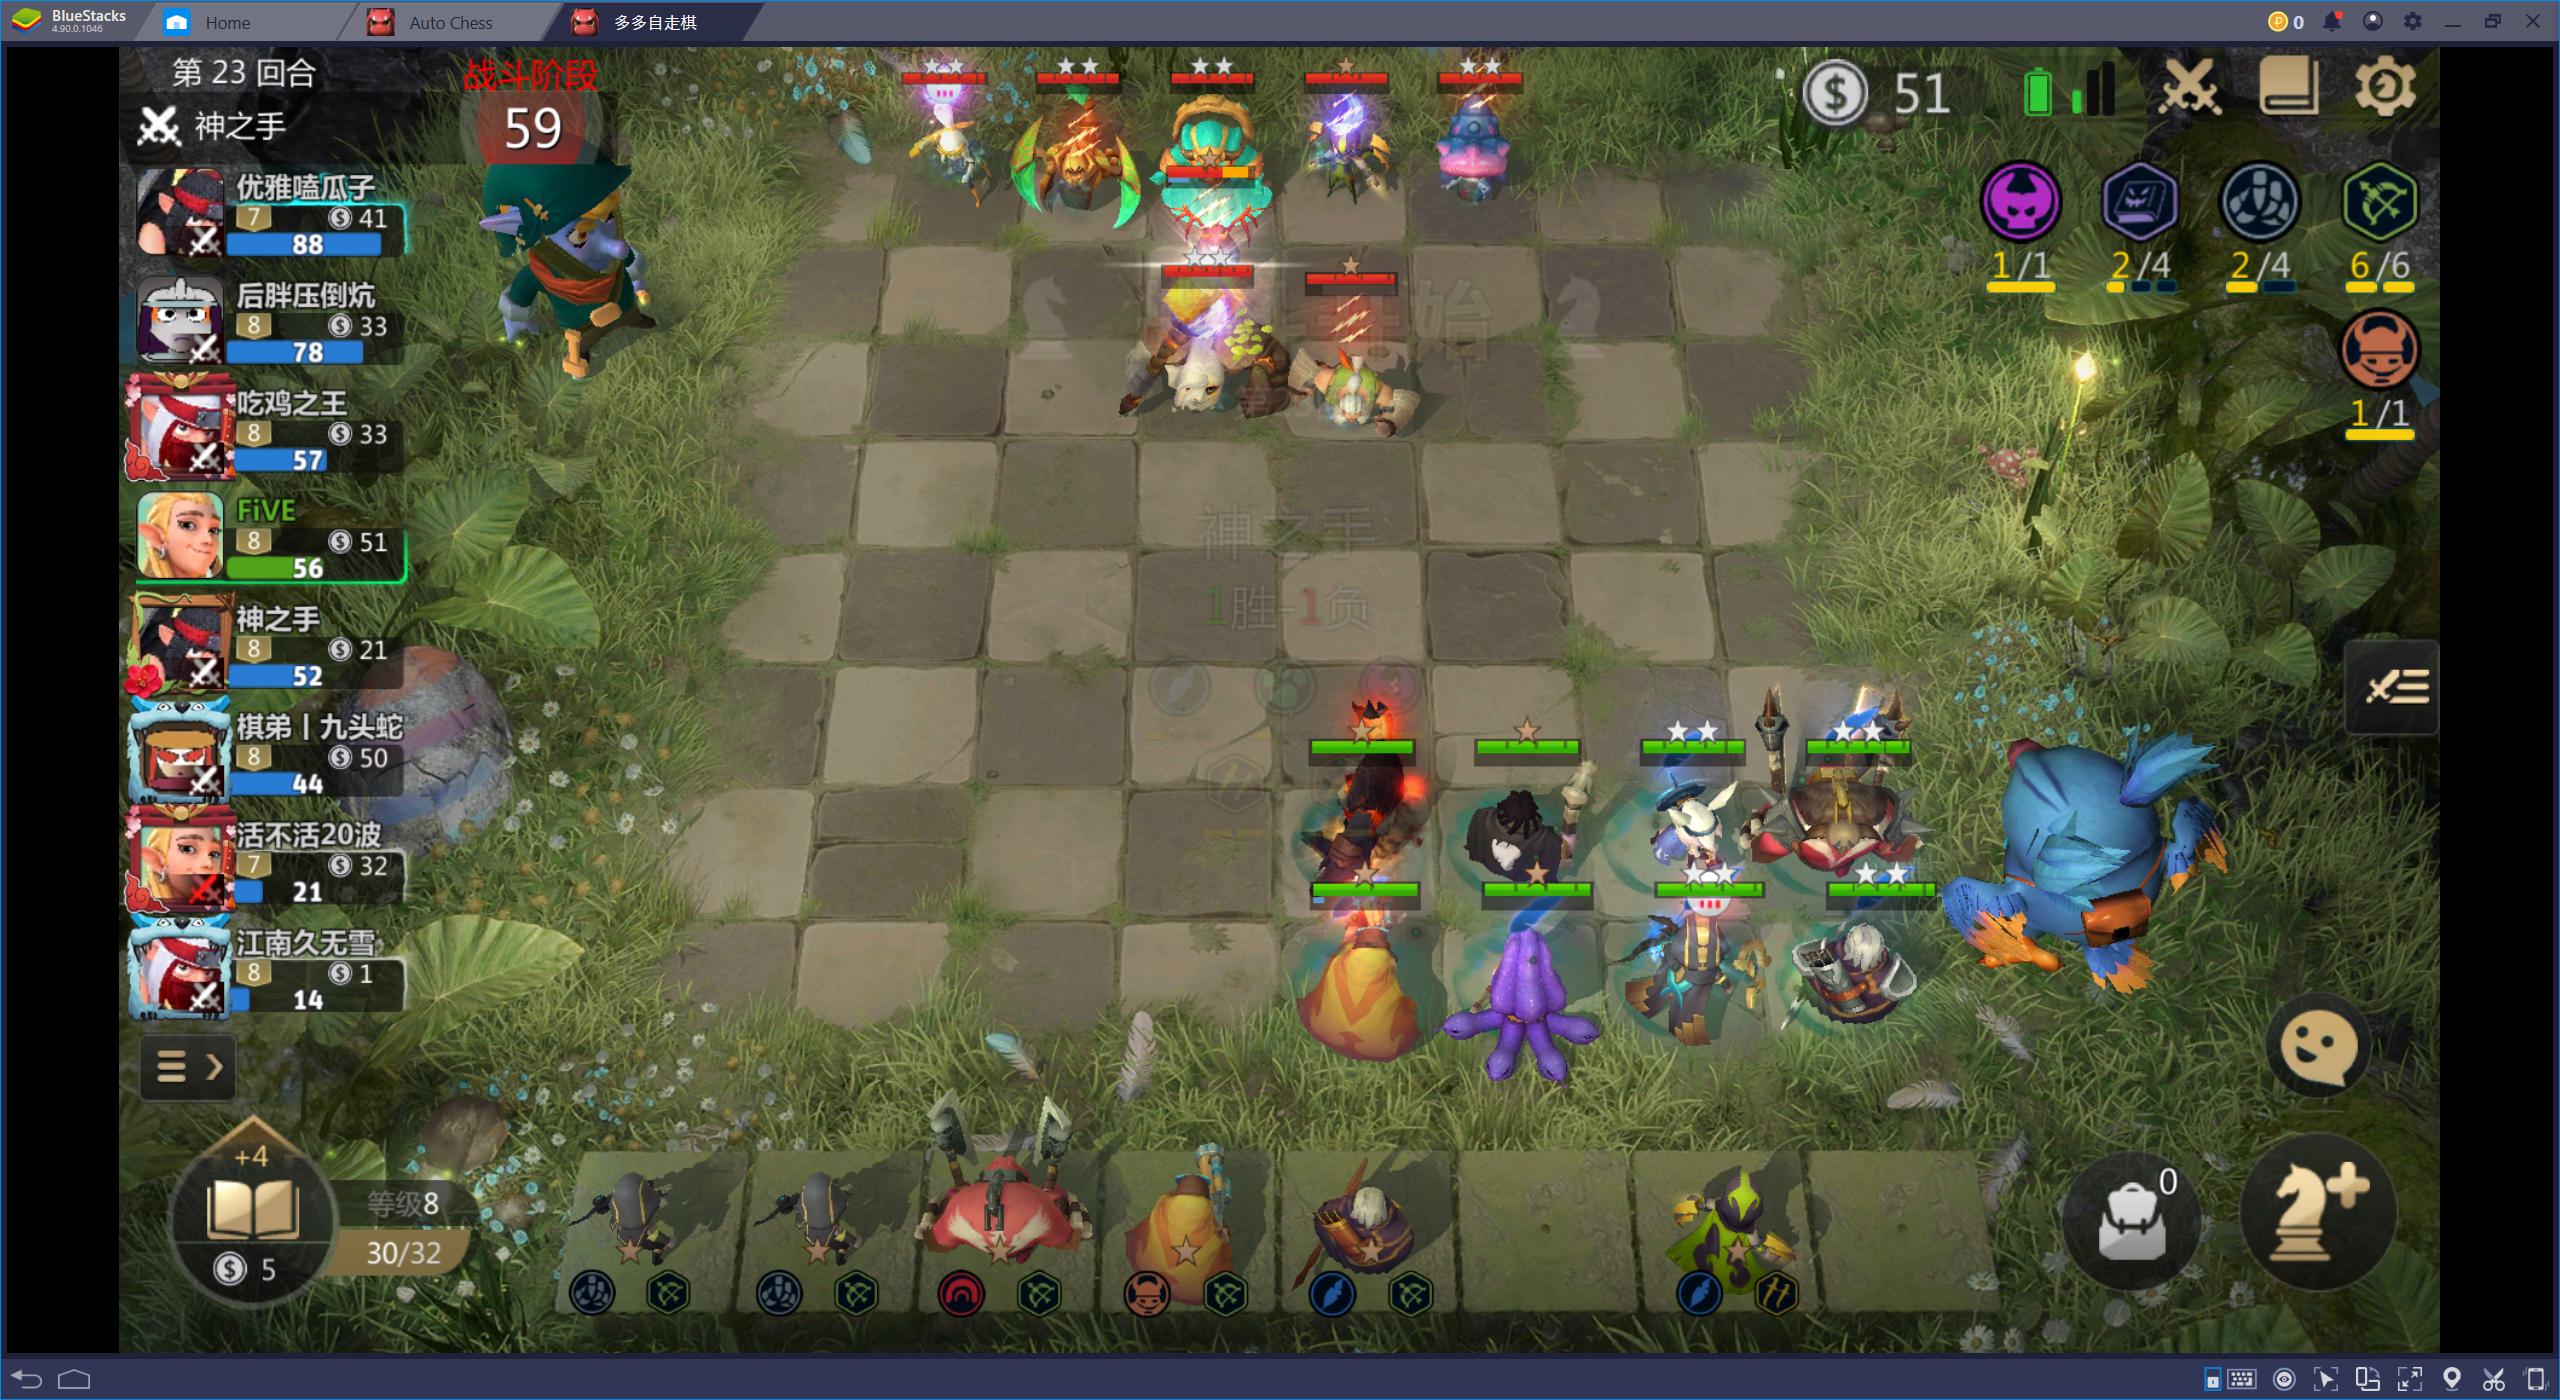 BlueStacks
4.90.0.1046
Home
Auto Chess
多多自走棋
0
第 23 回合
战斗阶段
神之手
59
51
优雅嗑瓜子
7
41
88
后胖压倒炕
8
33
78
吃鸡之王
8
33
57
FiVE
8
51
56
神之手
8
21
52
棋弟丨九头蛇
8
50
44
活不活20波
7
32
21
江南久无雪
8
1
14
1/1
2/4
2/4
6/6
1/1
始
神之手
1胜-1负
+4
等级8
30/32
5
0